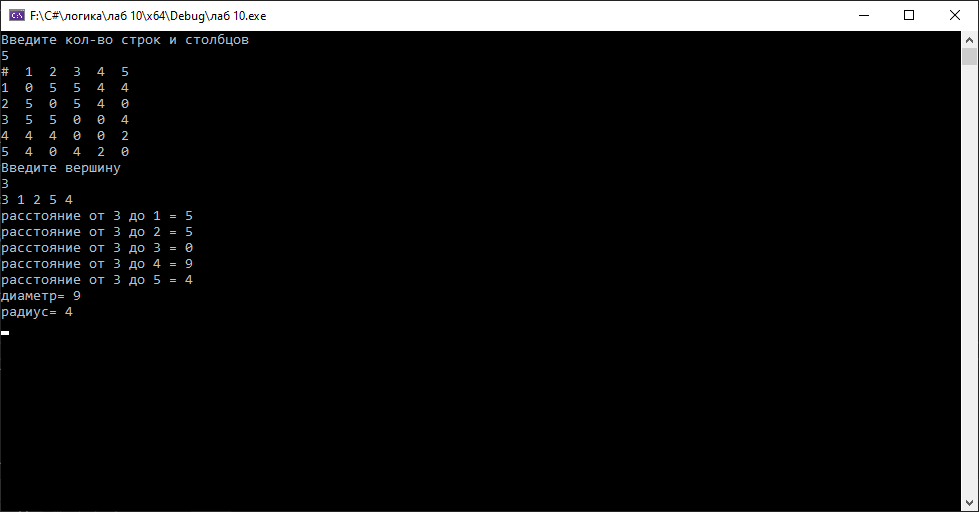 F:\C#\логика\лаб 10\x64\Debug\лаб 10.exe
Введите кол-во строк и столбцов
5
#  1  2  3  4  5
1  0  5  5  4  4
2  5  0  5  4  0
3  5  5  0  0  4
4  4  4  0  0  2
5  4  0  4  2  0
Введите вершину
3
3 1 2 5 4
расстояние от 3 до 1 = 5
расстояние от 3 до 2 = 5
расстояние от 3 до 3 = 0
расстояние от 3 до 4 = 9
расстояние от 3 до 5 = 4
диаметр= 9
радиус= 4